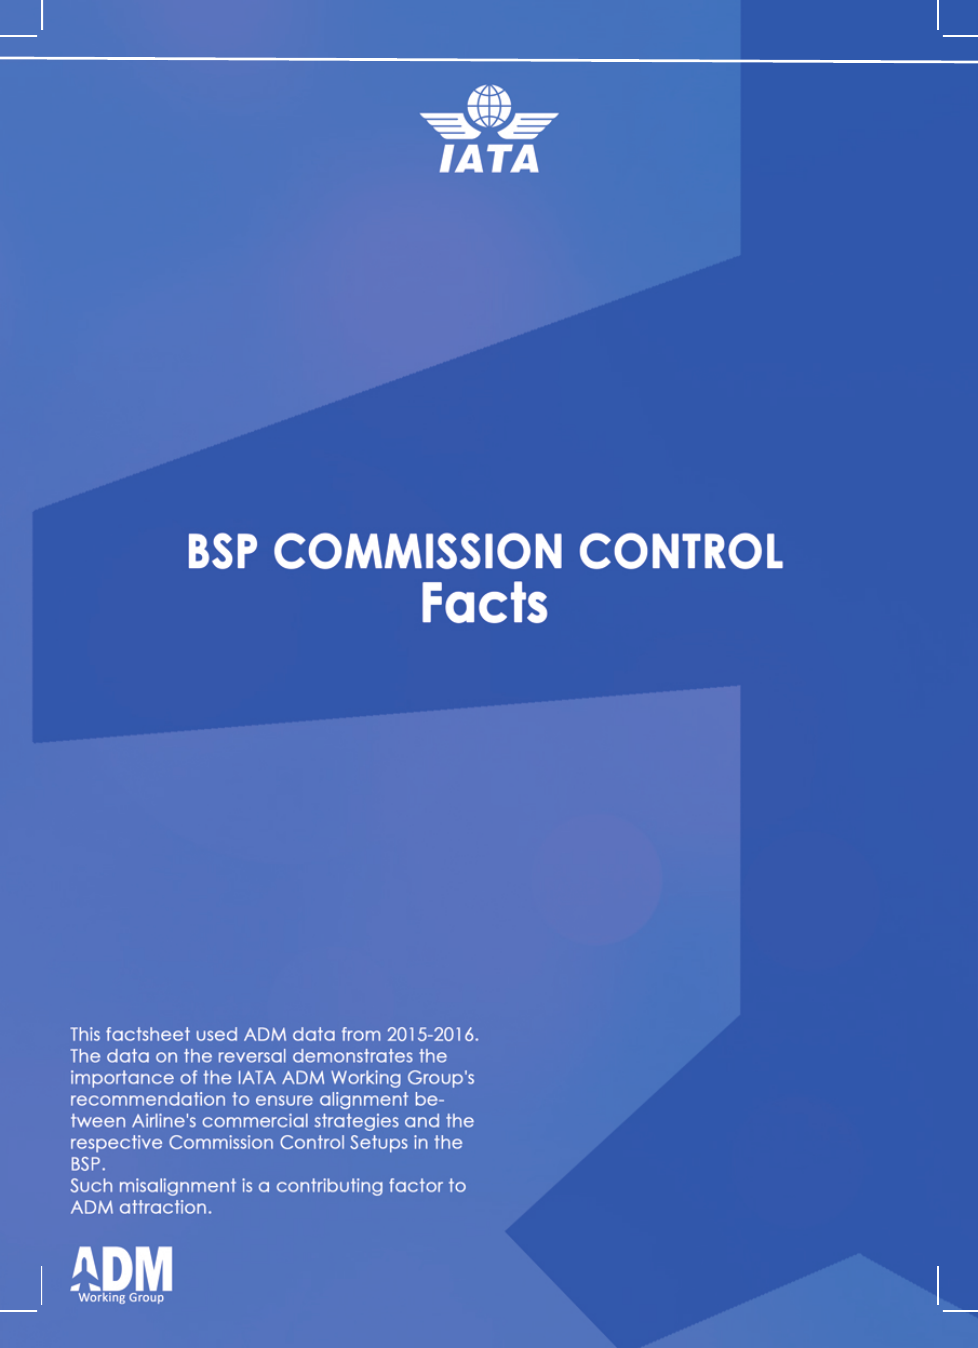 IATA
BSP COMMISSION CONTROL
Facts
This factsheet used ADM data from 2015-2016.
The data on the reversal demonstrates the
importance of the IATA ADM Working Group's
recommendation to ensure alignment be-
tween Airline's commercial strategies and the
respective Commission Control Setups in the
BSP.
Such misalignment is a contributing factor to
ADM attraction.
ADM
Working Group